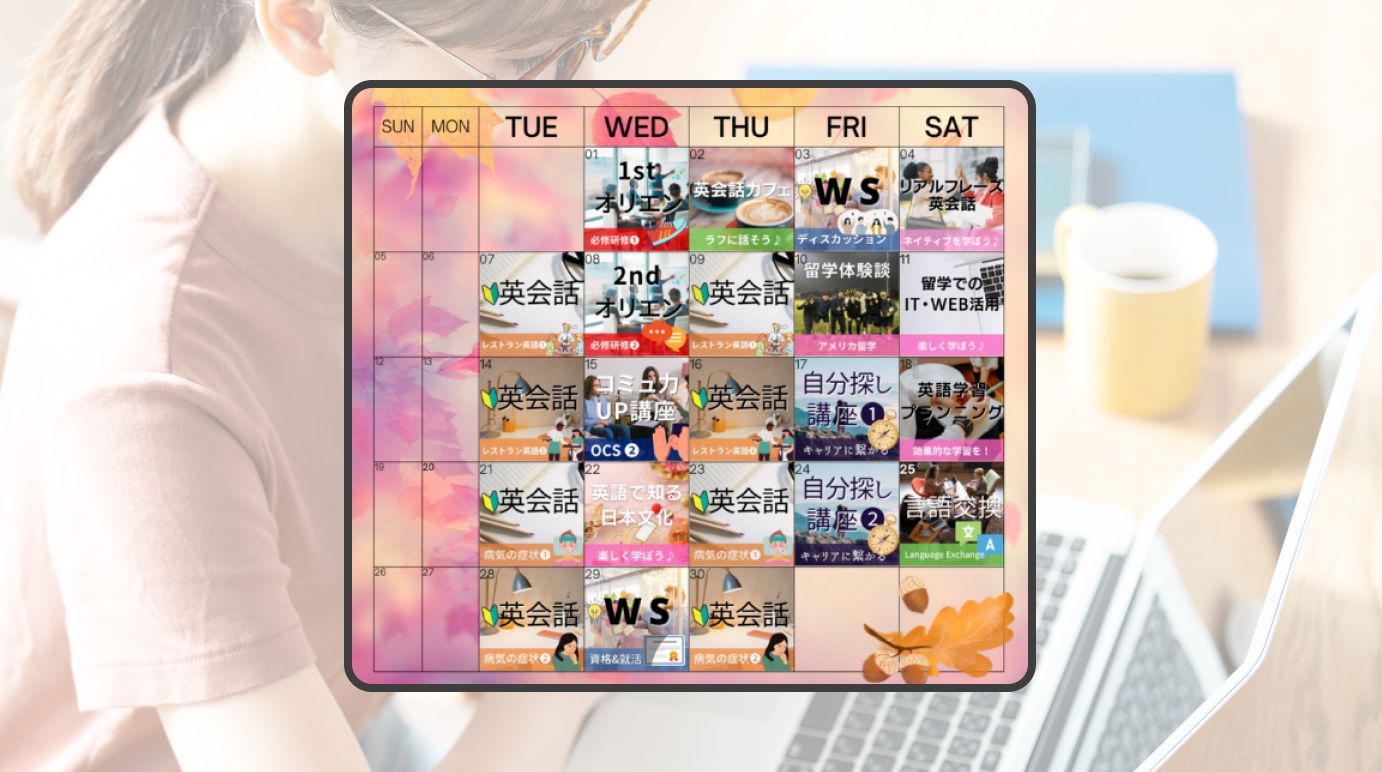 SUN MON TUE WED THU FRI SAT
01 02 03 04
1st
オリエン
必修研修❶
英会話カフェ
ラフに話そう♪
WS
ディスカッション
リアルフレーズ
英会話
ネイティブを学ぼう♪
05 06 07 08 09 10 11
英会話
レストラン英語❶
2nd
オリエン
必修研修❷
英会話
レストラン英語❶
留学体験談
アメリカ留学
留学での
IT・WEB活用
楽しく学ぼう♪
12 13 14 15 16 17 18
英会話
レストラン英語❷
コミュ力
UP講座
OCS❷
英会話
レストラン英語❷
自分探し
講座❶
キャリアに繋がる
英語学習
プランニング
効果的な学習を！
19 20 21 22 23 24 25
英会話
病気の症状❶
英語で知る
日本文化
楽しく学ぼう♪
英会話
病気の症状❶
自分探し
講座❷
キャリアに繋がる
言語交換
文
A
Language Exchange
26 27 28 29 30
英会話
病気の症状❷
WS
資格&就活
英会話
病気の症状❷